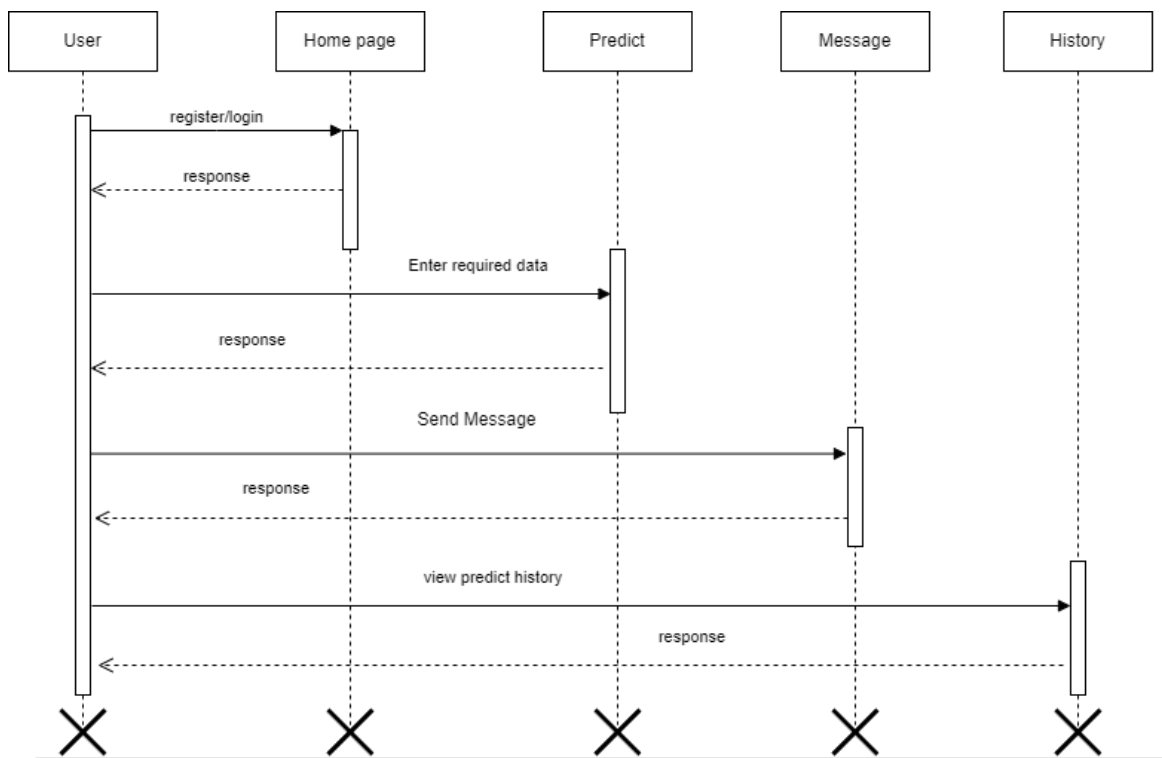 User
Home page
Predict
Message
History
register/login
response
Enter required data
response
Send Message
response
view predict history
response